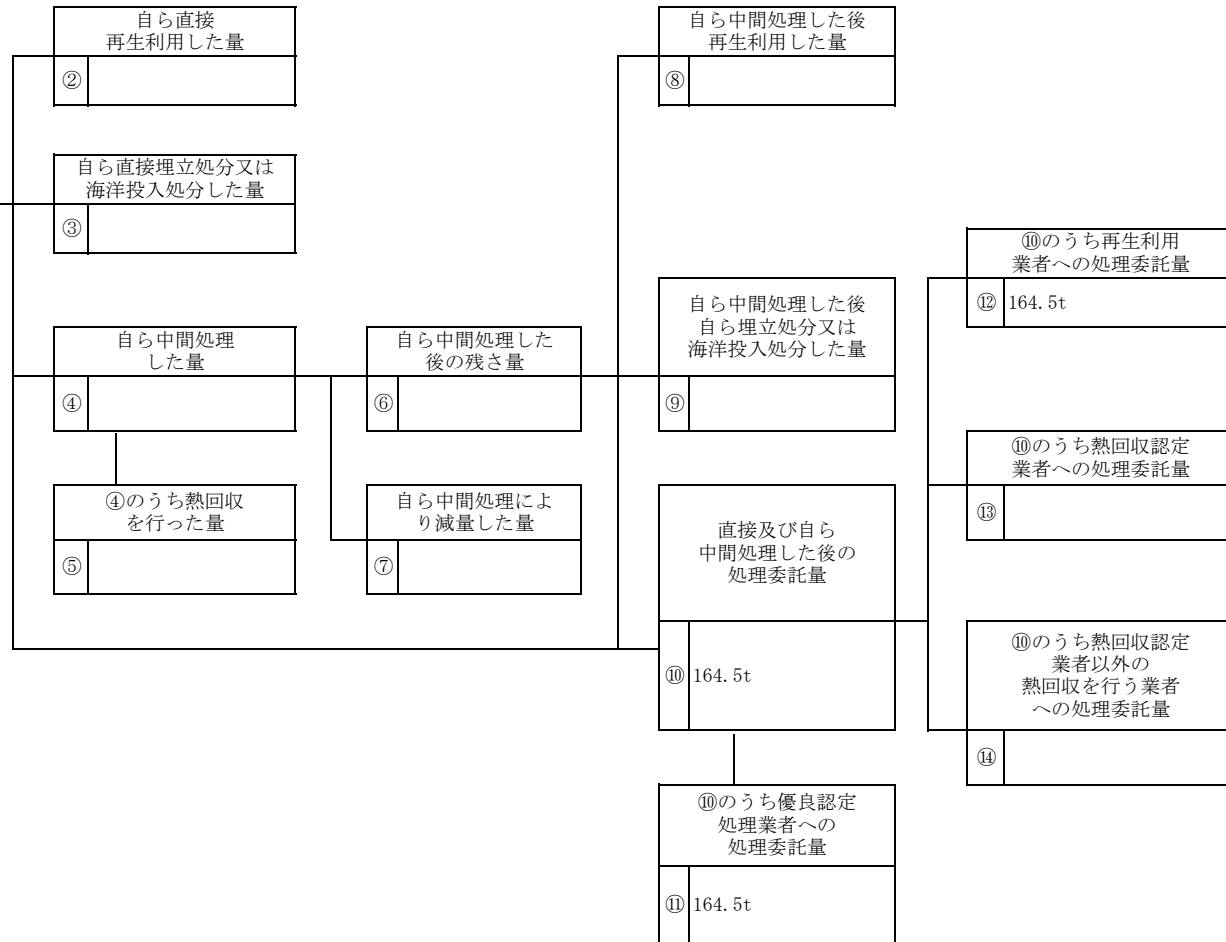 自ら直接
再生利用した量
②
自ら中間処理した後
再生利用した量
⑧
自ら直接埋立処分又は
海洋投入処分した量
③
⑩のうち再生利用
業者への処理委託量
⑫ 164.5t
自ら中間処理
した量
④
自ら中間処理した
後の残さ量
⑥
自ら中間処理した後
自ら埋立処分又は
海洋投入処分した量
⑨
⑩のうち熱回収認定
業者への処理委託量
⑬
④のうち熱回収
を行った量
⑤
自ら中間処理によ
り減量した量
⑦
直接及び自ら
中間処理した後の
処理委託量
⑩ 164.5t
⑩のうち熱回収認定
業者以外の
熱回収を行う業者
への処理委託量
⑭
⑩のうち優良認定
処理業者への
処理委託量
⑪ 164.5t